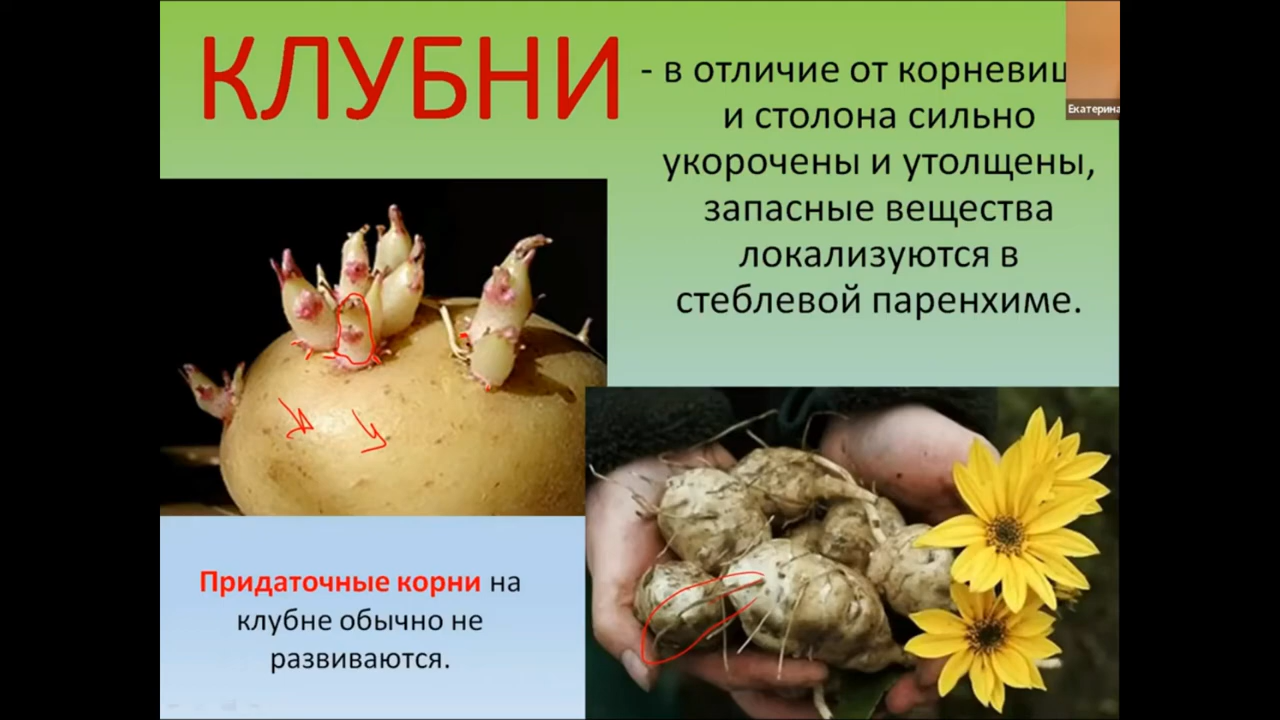 КЛУБНИ
- в отличие от
и столона сильно
укорочены и утолщены,
запасные вещества
локализуются в
стеблевой паренхиме.
Екатерина
Придаточные корни на
клубне обычно не
развиваются.